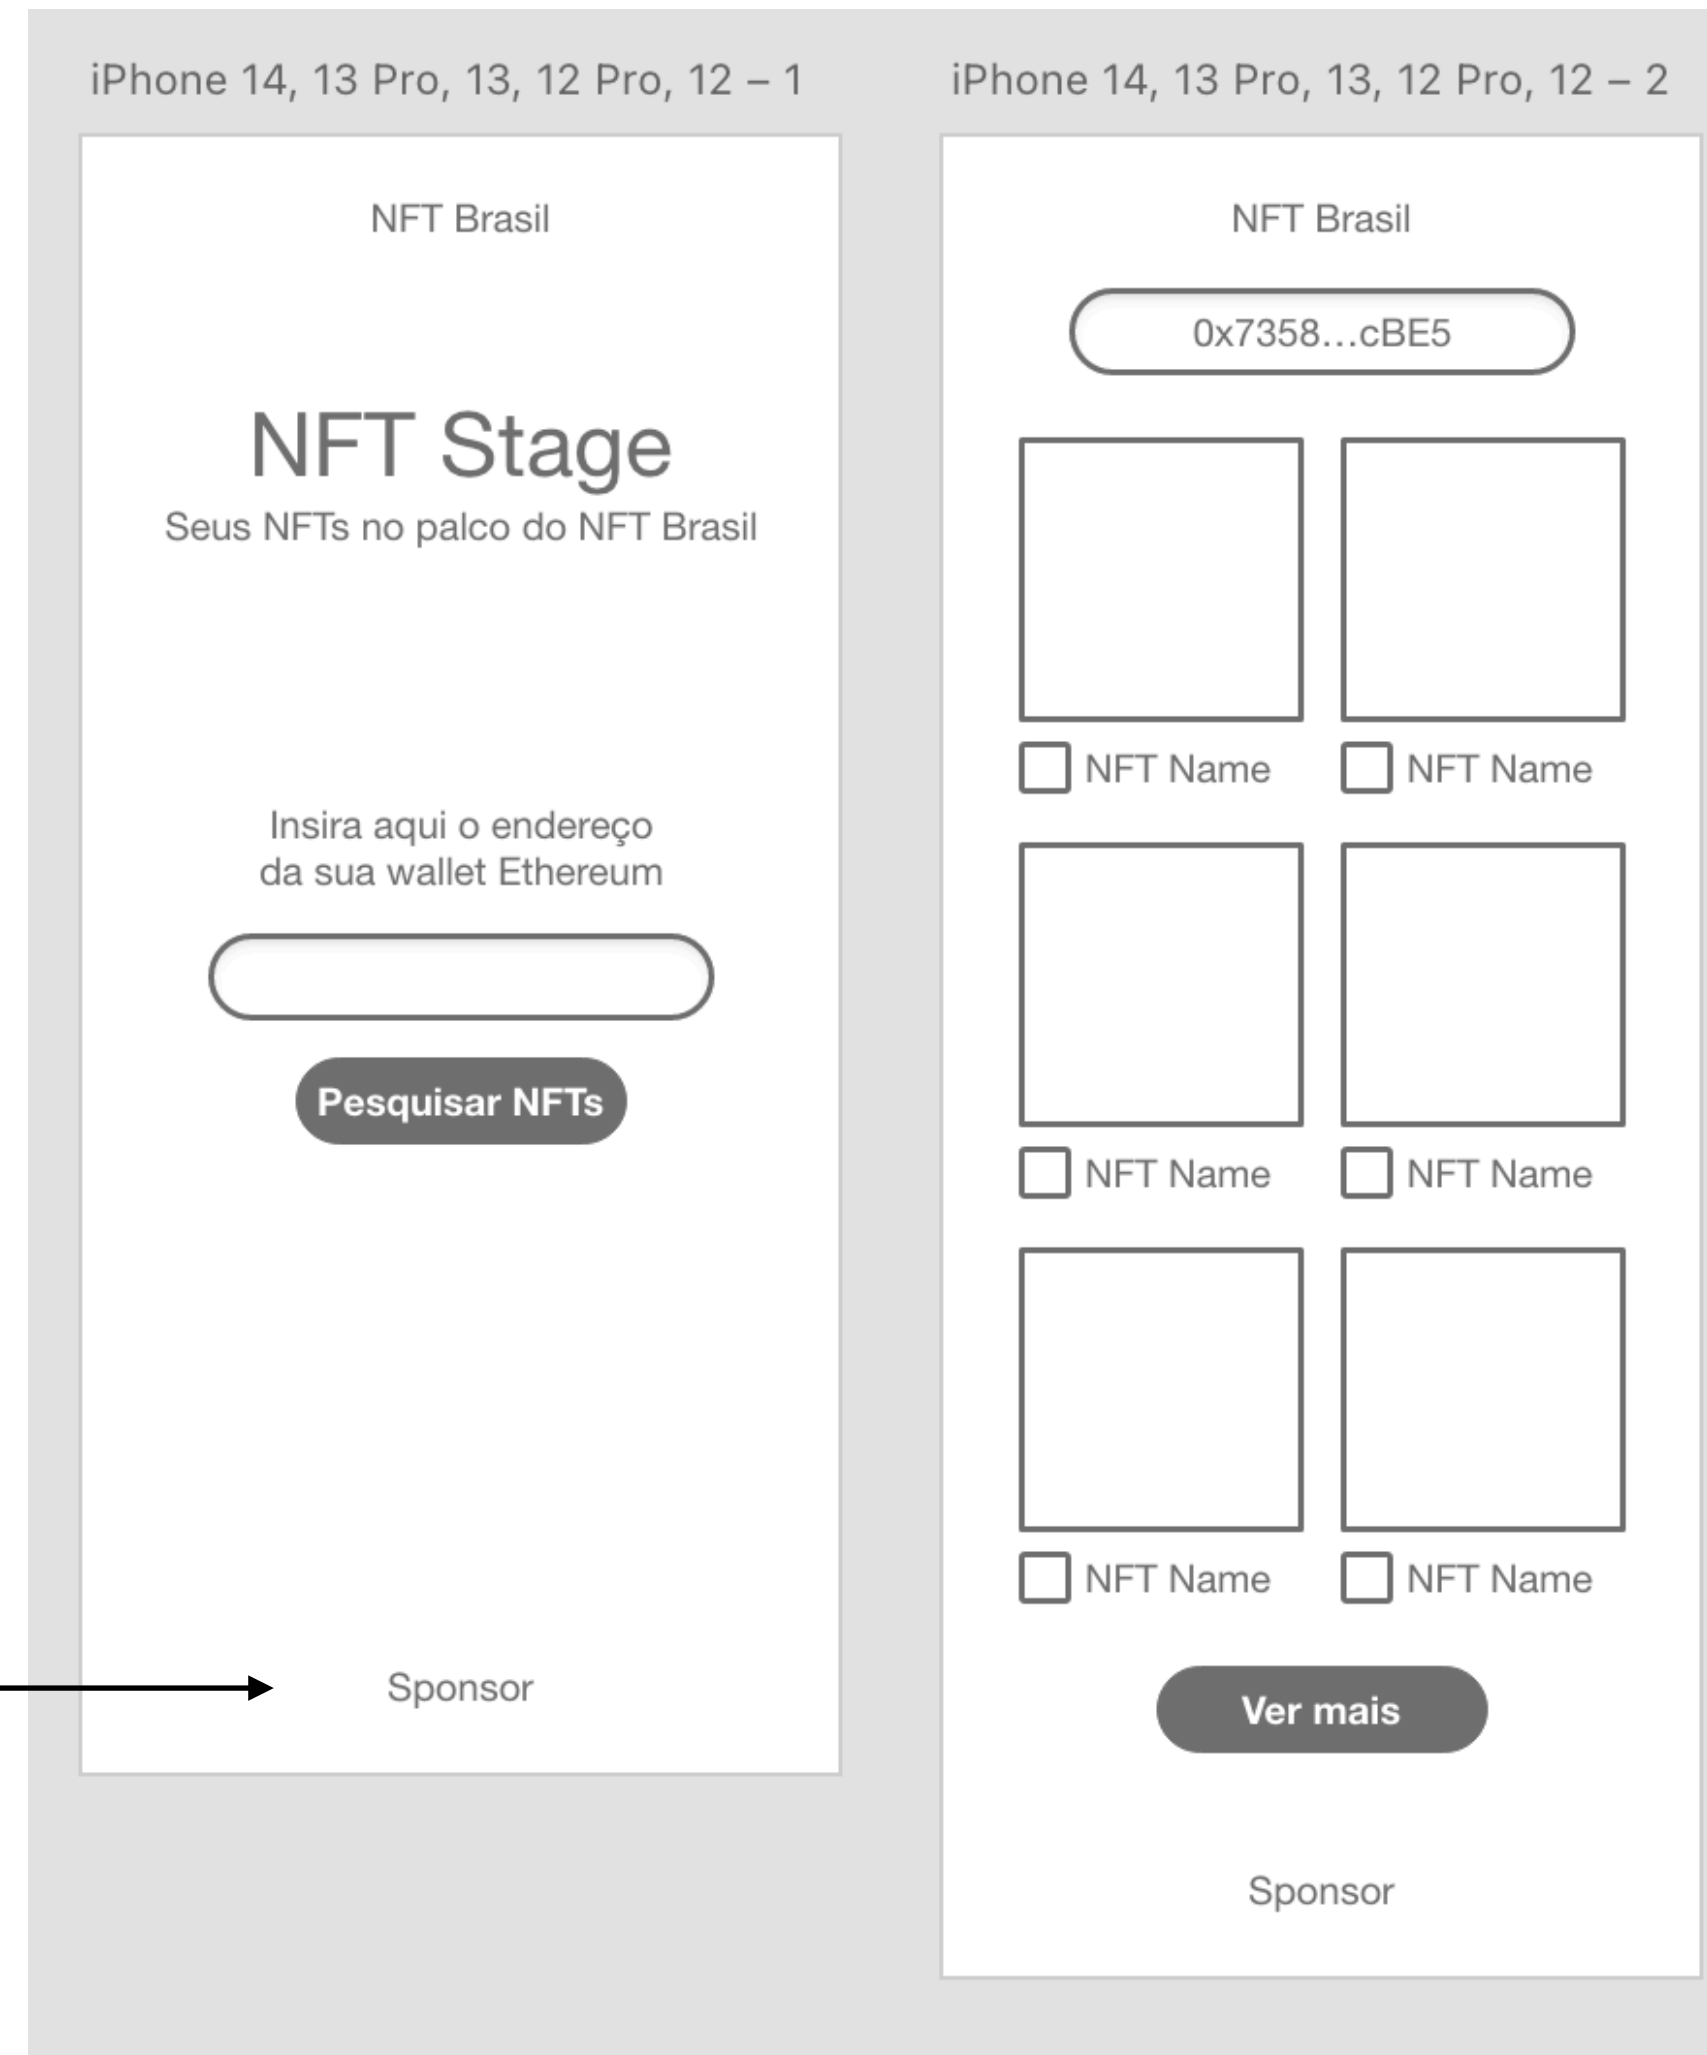 iPhone 14, 13 Pro, 13, 12 Pro, 12 – 1
NFT Brasil
NFT Stage
Seus NFTs no palco do NFT Brasil
Insira aqui o endereço
da sua wallet Ethereum
Pesquisar NFTs
Sponsor
iPhone 14, 13 Pro, 13, 12 Pro, 12 – 2
NFT Brasil
0x7358...cBE5
NFT Name
NFT Name
NFT Name
NFT Name
NFT Name
NFT Name
Ver mais
Sponsor